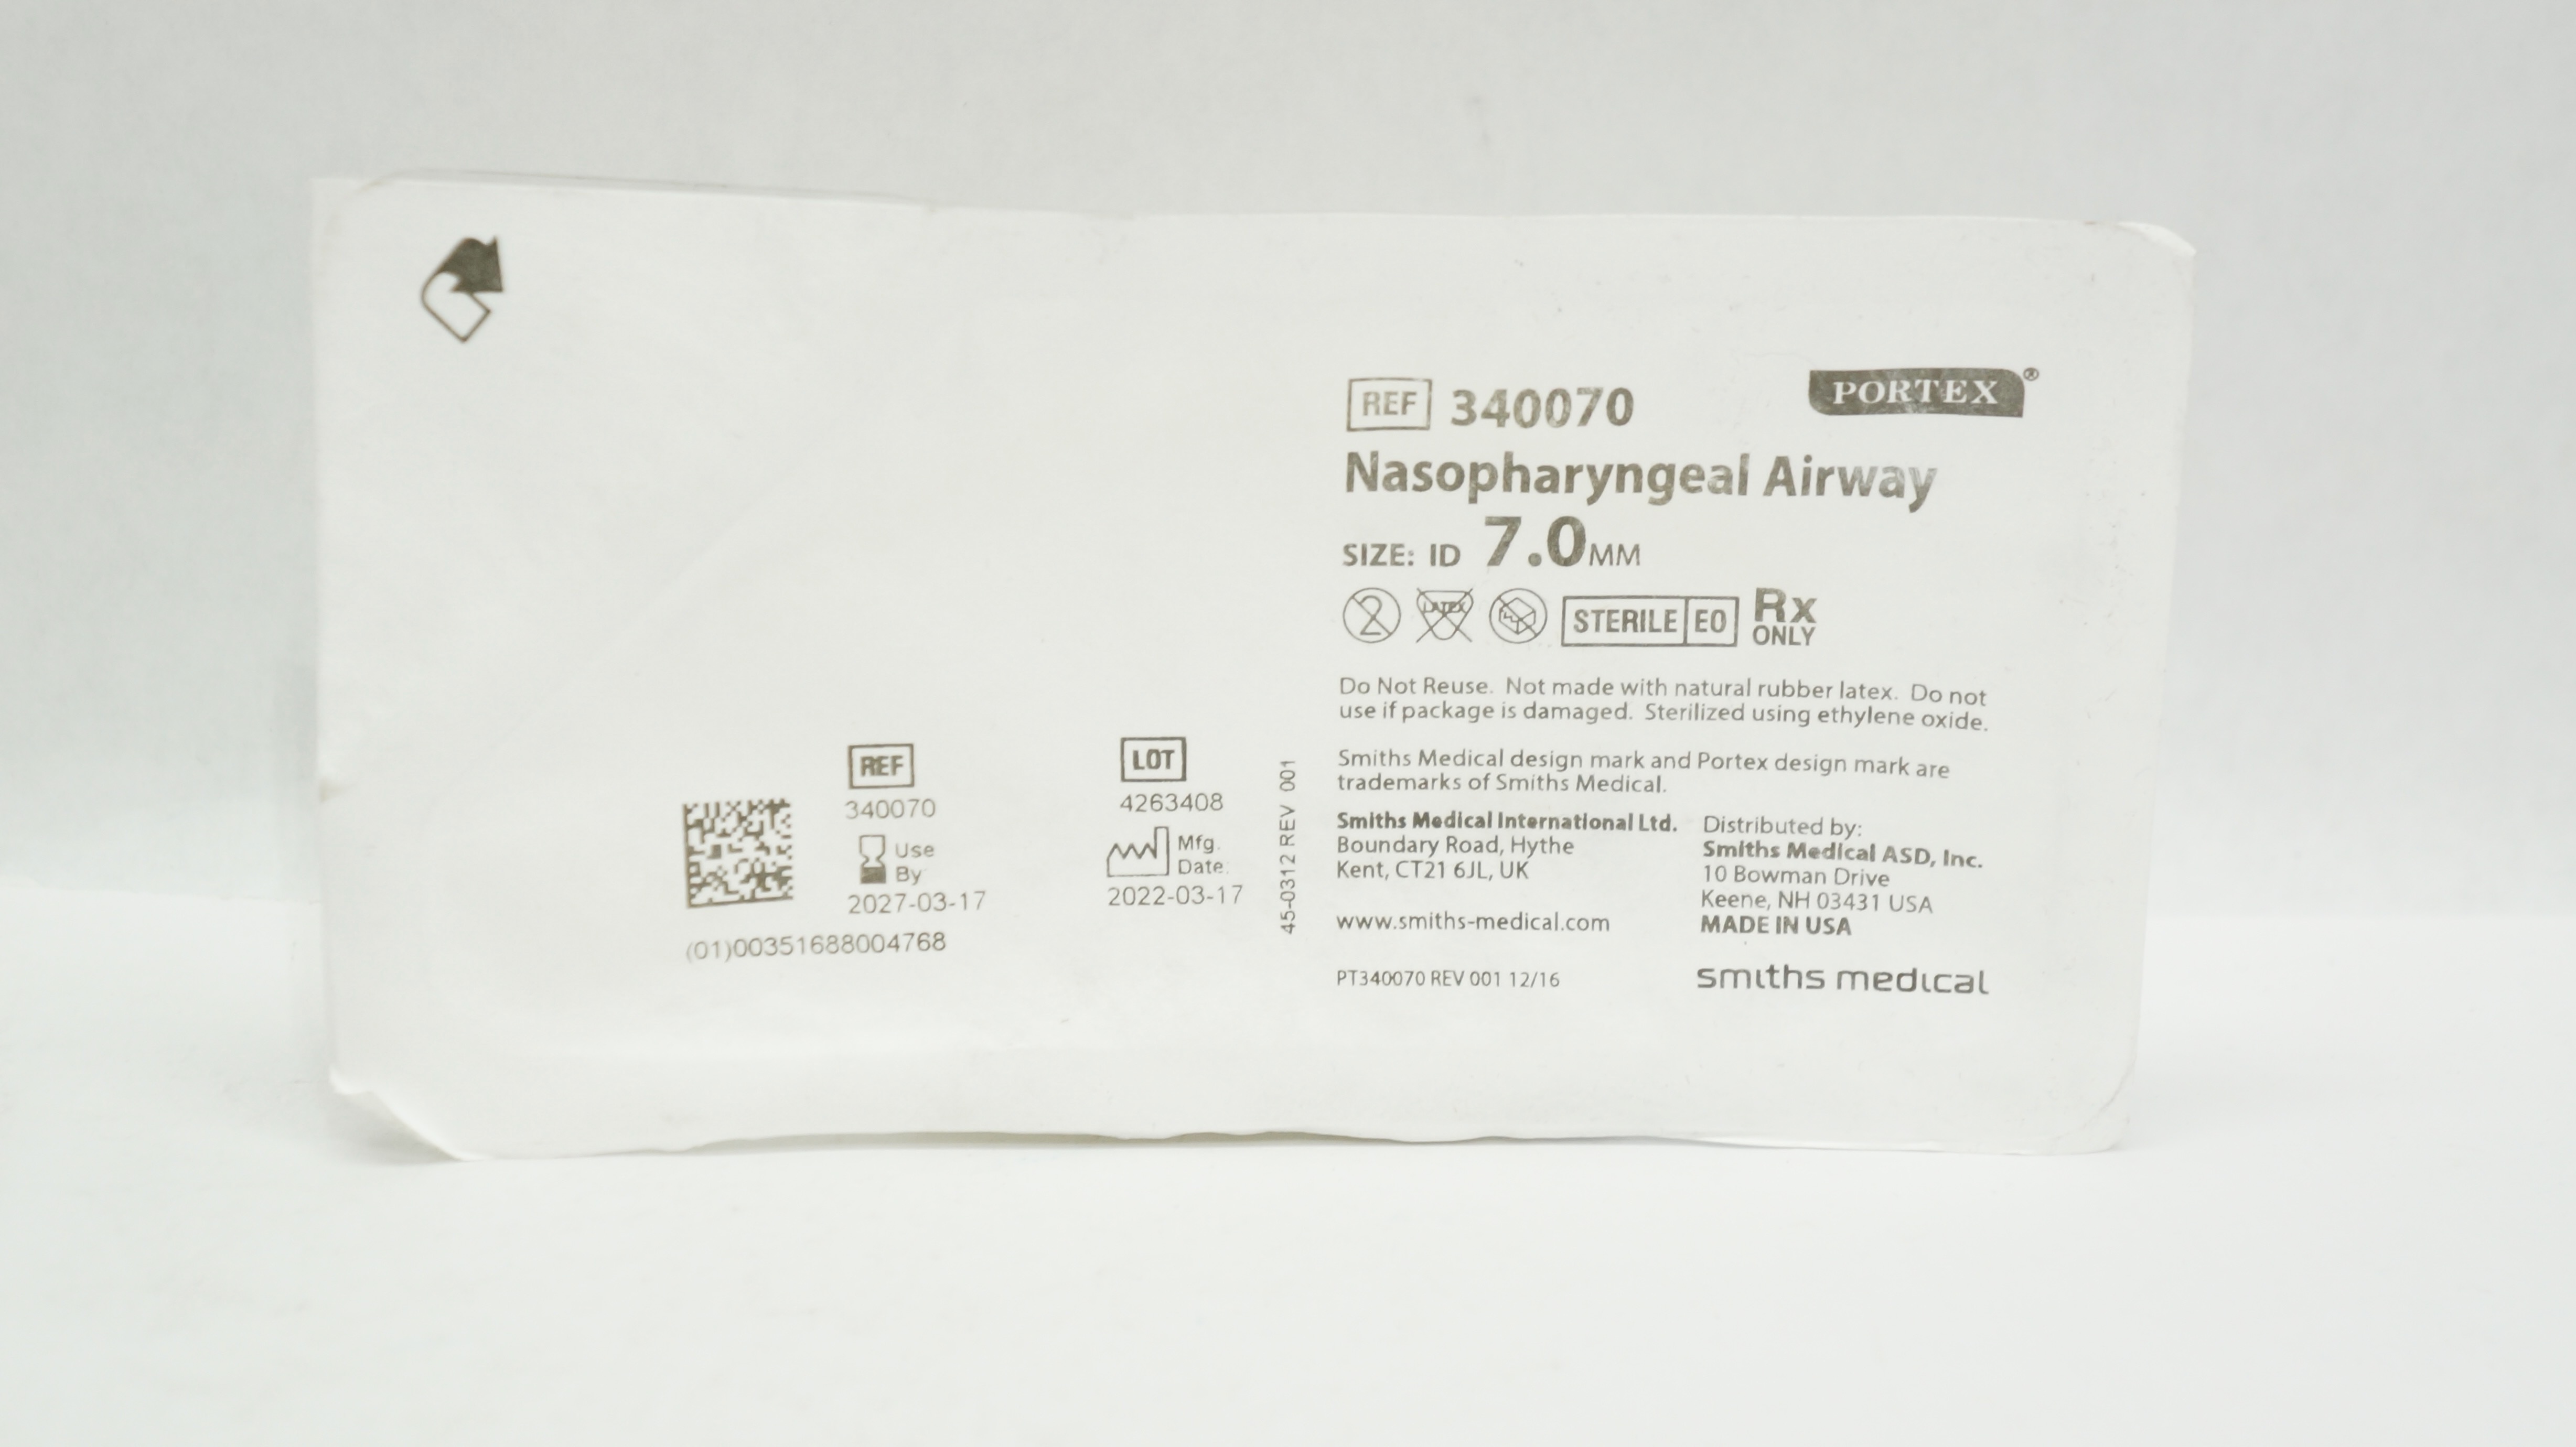 REF 340070
PORTEX®
Nasopharyngeal Airway
SIZE: ID 7.0MM
2 LATEX STERILE EO Rx ONLY
Do Not Reuse. Not made with natural rubber latex. Do not
use if package is damaged. Sterilized using ethylene oxide.
Smiths Medical design mark and Portex design mark are
trademarks of Smiths Medical.
Smiths Medical International Ltd.
Boundary Road, Hythe
Kent, CT21 6JL, UK
www.smiths-medical.com
PT340070 REV 001 12/16
Distributed by:
Smiths Medical ASD, Inc.
10 Bowman Drive
Keene, NH 03431 USA
MADE IN USA
smiths medical
REF
340070
Use
By
2027-03-17
(01)00351688004768
LOT
4263408
Mfg.
Date.
2022-03-17
45-0312 REV 001